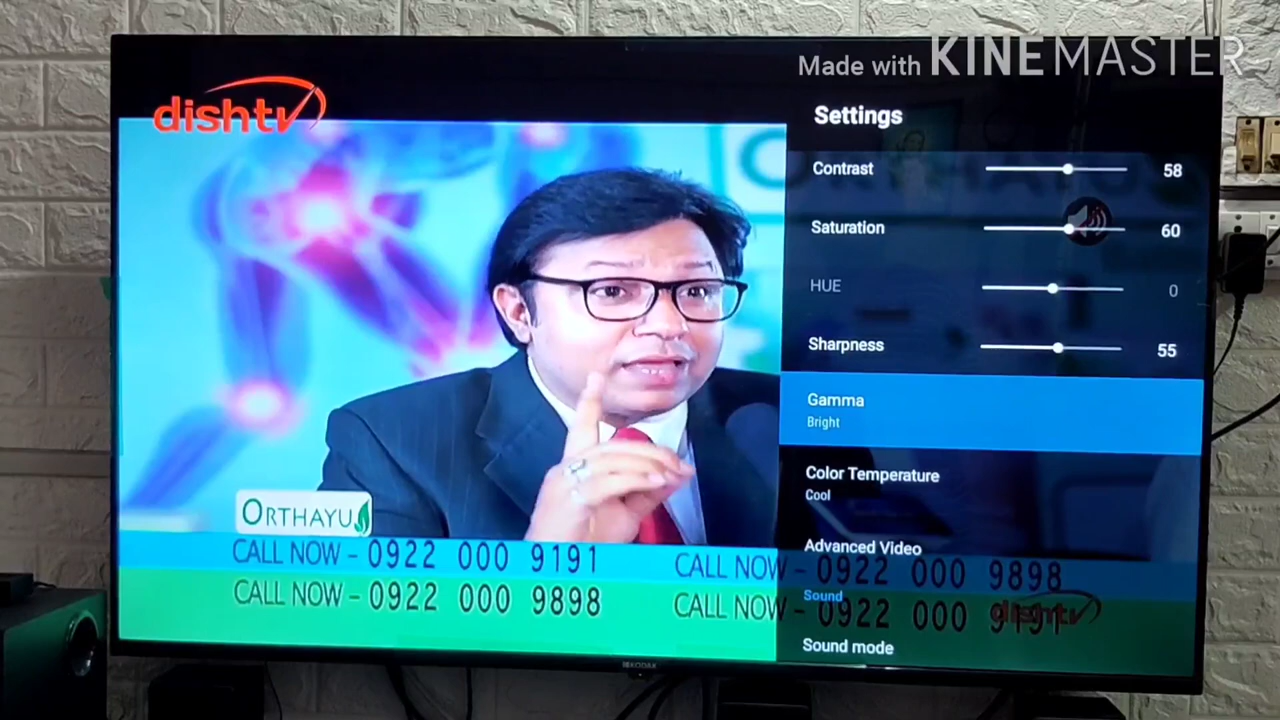 Made with KINEMASTER
dishtv
Settings
Contrast 58
Saturation 60
HUE 0
Sharpness 55
Gamma
Bright
Color Temperature
Cool
Advanced Video
Sound
Sound mode
ORTHAYU
CALL NOW - 0922 000 9191 CALL NOW - 0922 000 9898
CALL NOW - 0922 000 9898 CALL NOW - 0922 000 9191
dishtv
KODAK